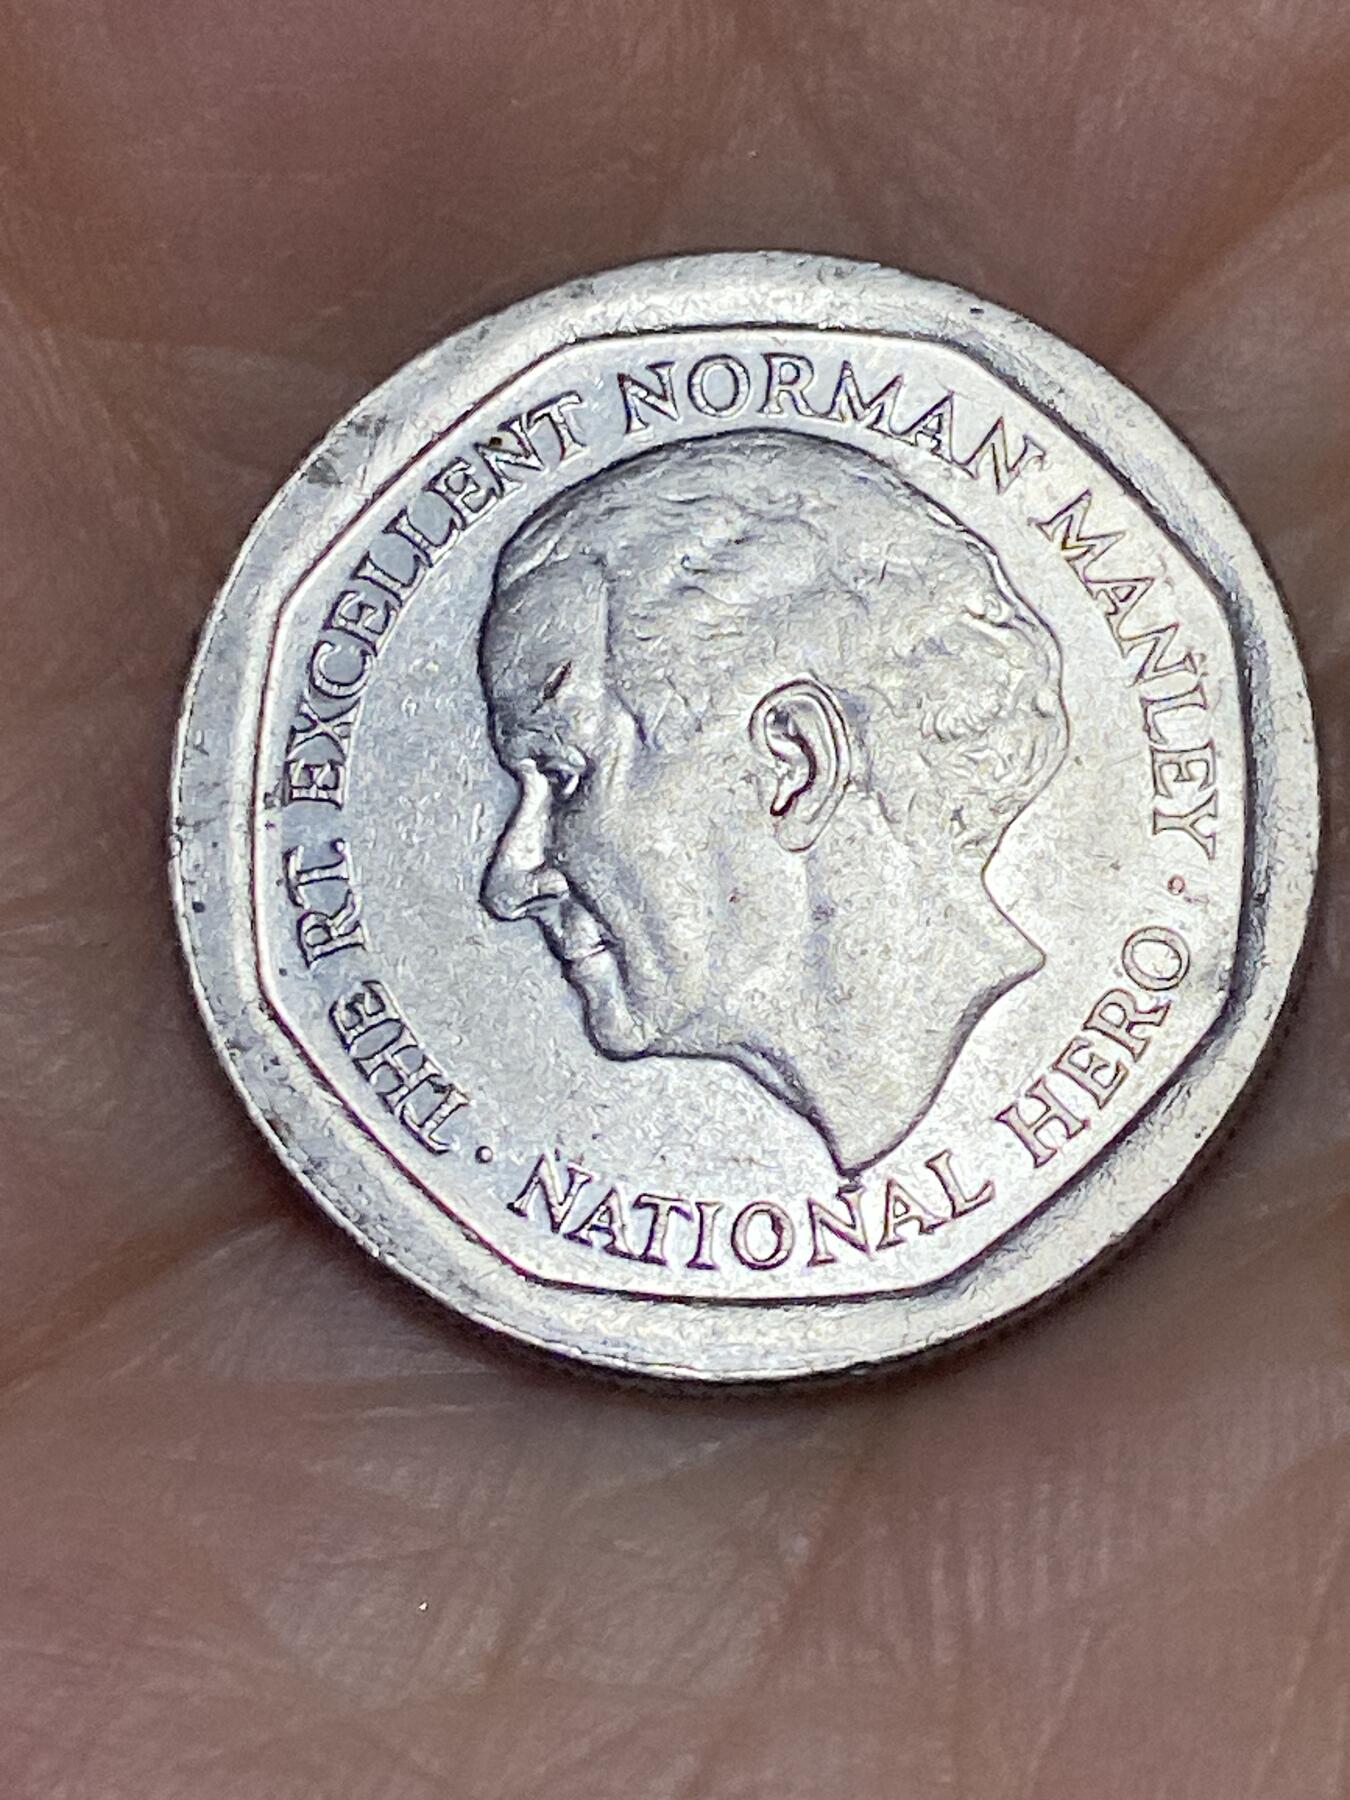 THE RT. EXCELLENT NORMAN MANLEY
· NATIONAL HERO ·